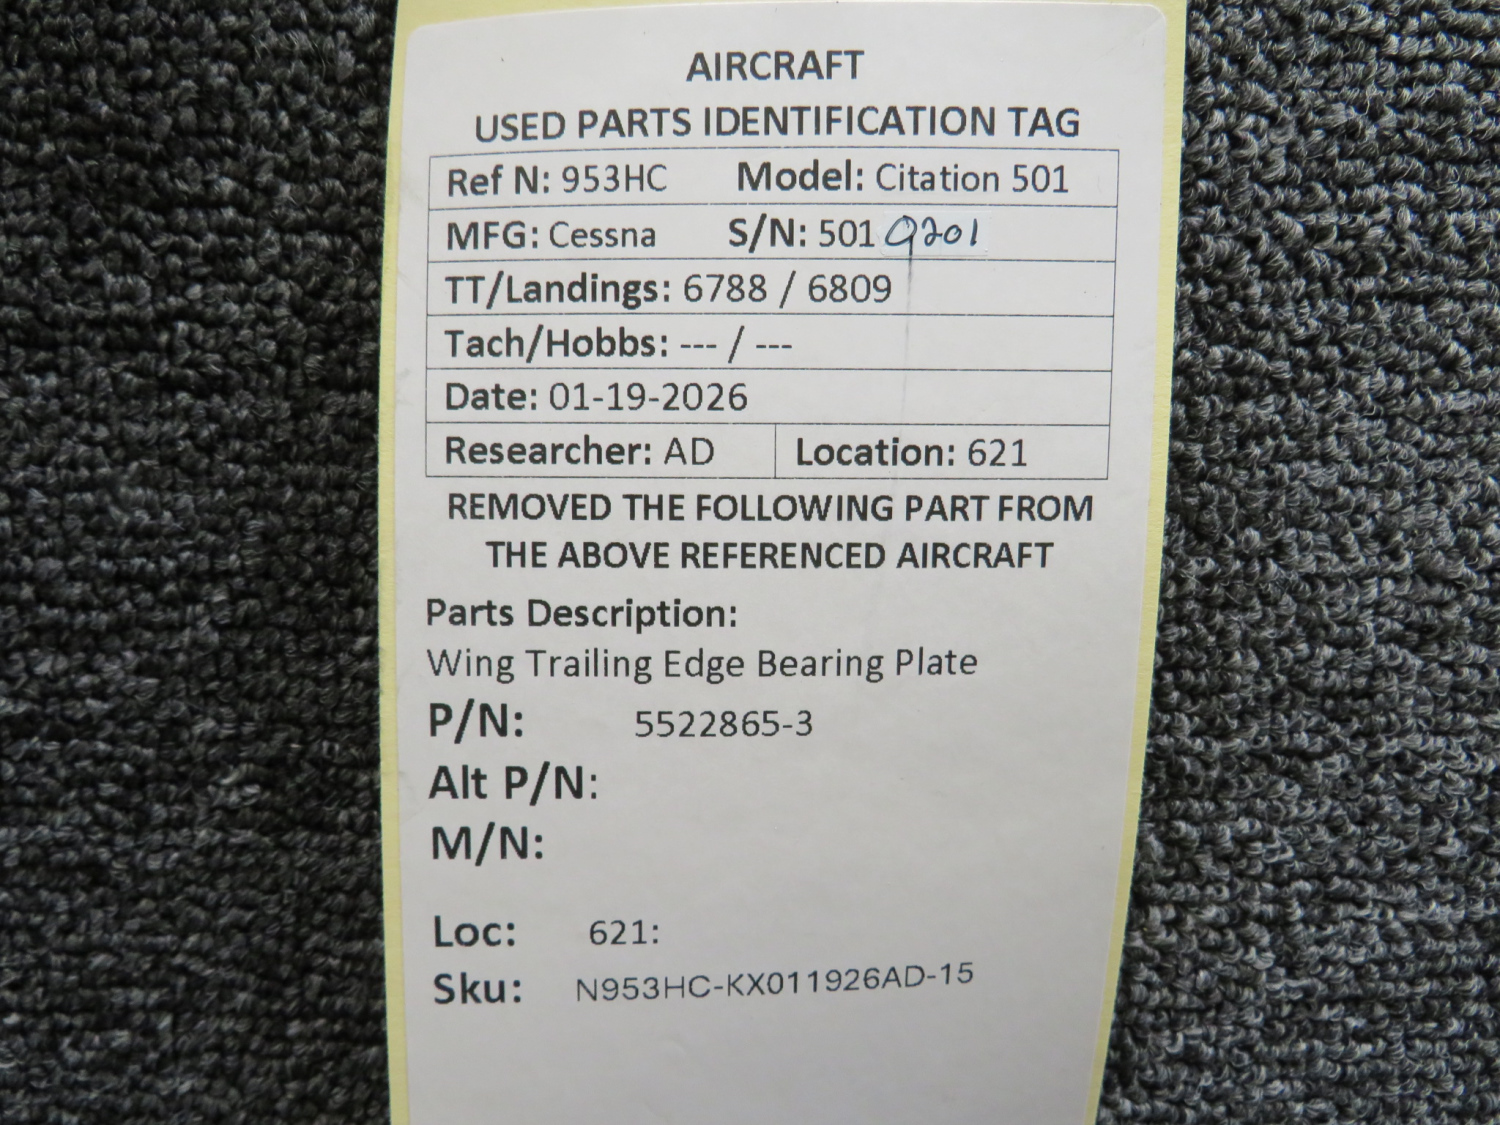 AIRCRAFT
USED PARTS IDENTIFICATION TAG
Ref N: 953HC Model: Citation 501
MFG: Cessna S/N: 501 9201
TT/Landings: 6788 / 6809
Tach/Hobbs: --- / ---
Date: 01-19-2026
Researcher: AD Location: 621
REMOVED THE FOLLOWING PART FROM
THE ABOVE REFERENCED AIRCRAFT
Parts Description:
Wing Trailing Edge Bearing Plate
P/N: 5522865-3
Alt P/N:
M/N:
Loc: 621:
Sku: N953HC-KX011926AD-15